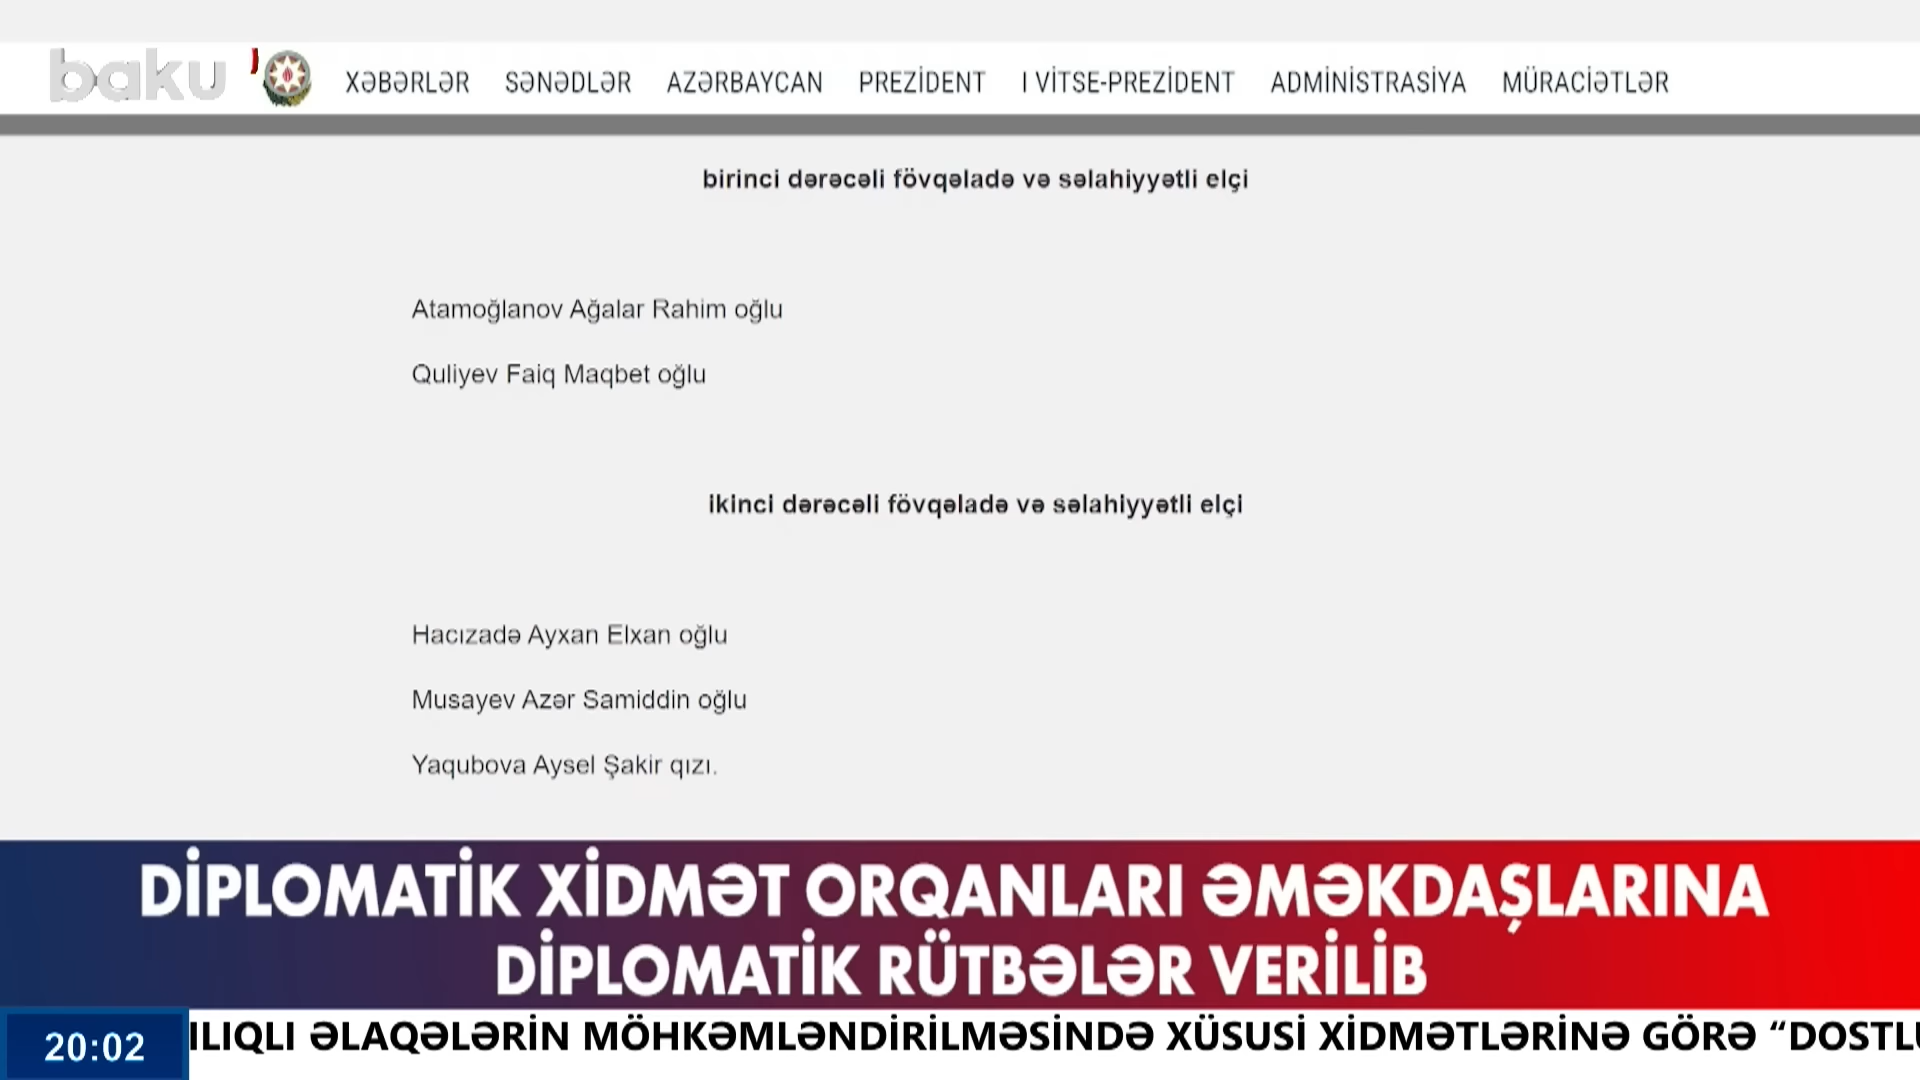 baku
XƏBƏRLƏR SƏNƏDLƏR AZƏRBAYCAN PREZİDENT I VİTSE-PREZİDENT ADMİNİSTRASİYA MÜRACİƏTLƏR
birinci dərəcəli fövqəladə və səlahiyyətli elçi
Atamoğlanov Ağalar Rahim oğlu
Quliyev Faiq Maqbet oğlu
ikinci dərəcəli fövqəladə və səlahiyyətli elçi
Hacızadə Ayxan Elxan oğlu
Musayev Azər Samiddin oğlu
Yaqubova Aysel Şakir qızı.
DİPLOMATİK XİDMƏT ORQANLARI ƏMƏKDAŞLARINA
DİPLOMATİK RÜTBƏLƏR VERİLİB
20:02 ILIQLI ƏLAQƏLƏRİN MÖHKƏMLƏNDİRİLMƏSİNDƏ XÜSUSİ XİDMƏTLƏRİNƏ GÖRƏ “DOSTLU